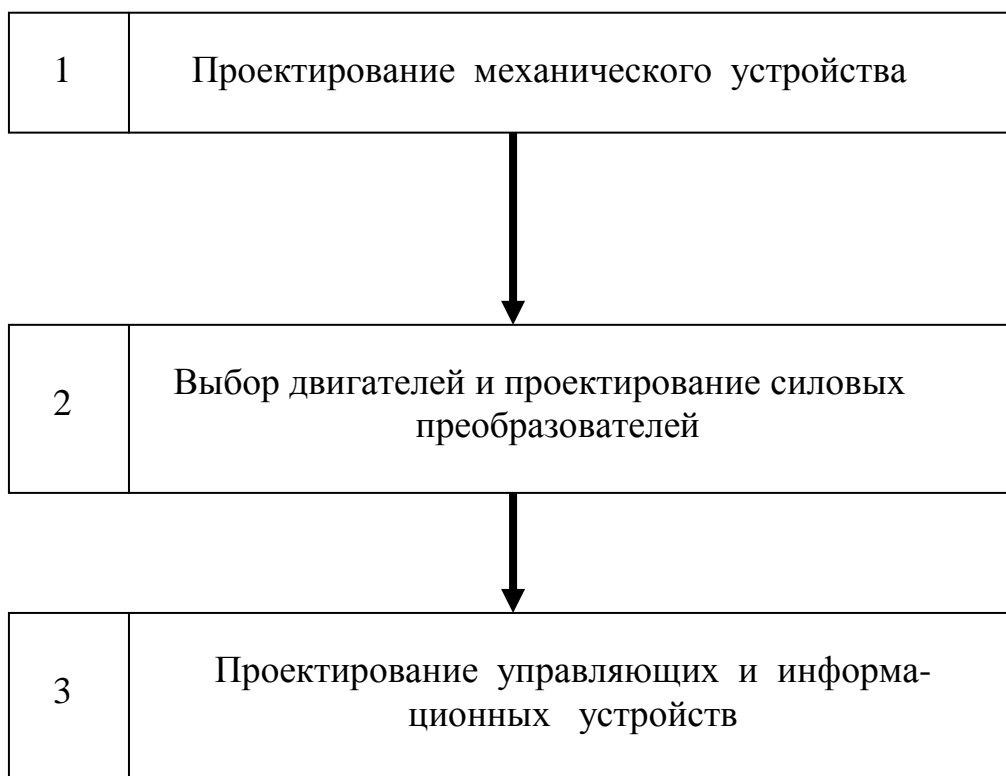 1 Проектирование механического устройства
2 Выбор двигателей и проектирование силовых
преобразователей
3 Проектирование управляющих и информа-
ционных устройств